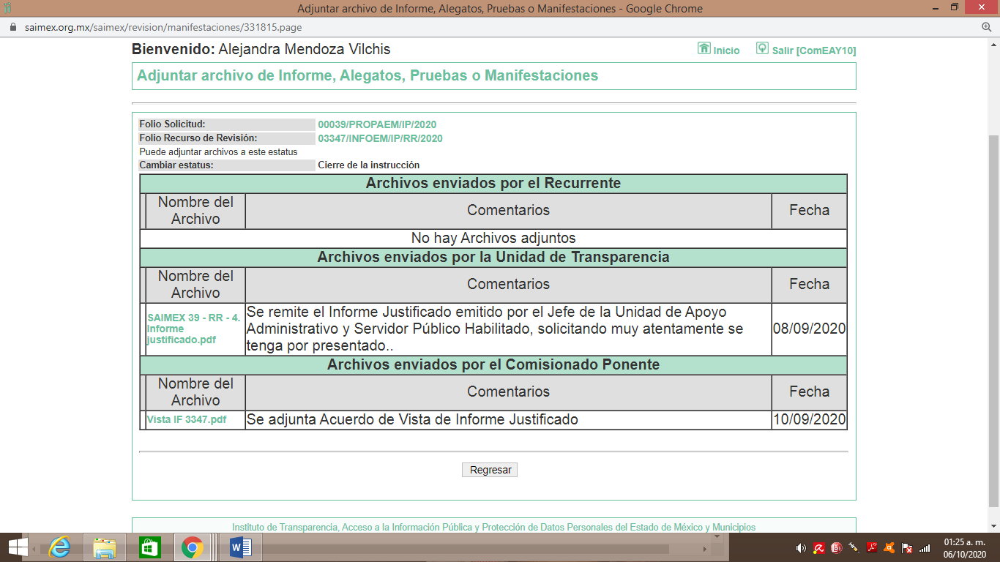 Adjuntar archivo de Informe, Alegatos, Pruebas o Manifestaciones - Google Chrome
saimex.org.mx/saimex/revision/manifestaciones/331815.page
Bienvenido: Alejandra Mendoza Vilchis
Inicio
Salir [ComEAY10]
Adjuntar archivo de Informe, Alegatos, Pruebas o Manifestaciones
Folio Solicitud: 00039/PROPAEM/IP/2020
Folio Recurso de Revisión: 03347/INFOEM/IP/RR/2020
Puede adjuntar archivos a este estatus
Cambiar estatus: Cierre de la instrucción
Archivos enviados por el Recurrente
Nombre del
Archivo
Comentarios
Fecha
No hay Archivos adjuntos
Archivos enviados por la Unidad de Transparencia
Nombre del
Archivo
Comentarios
Fecha
SAIMEX 39 - RR - 4.
Informe
justificado.pdf
Se remite el Informe Justificado emitido por el Jefe de la Unidad de Apoyo
Administrativo y Servidor Público Habilitado, solicitando muy atentamente se
tenga por presentado..
08/09/2020
Archivos enviados por el Comisionado Ponente
Nombre del
Archivo
Comentarios
Fecha
Vista IF 3347.pdf
Se adjunta Acuerdo de Vista de Informe Justificado
10/09/2020
Regresar
Instituto de Transparencia, Acceso a la Información Pública y Protección de Datos Personales del Estado de México y Municipios
01:25 a. m.
06/10/2020